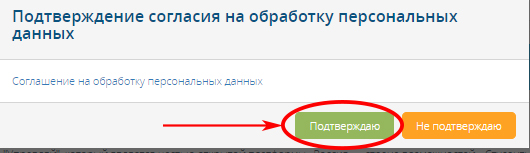 Подтверждение согласия на обработку персональных
данных
Соглашение на обработку персональных данных
Подтверждаю
Не подтверждаю